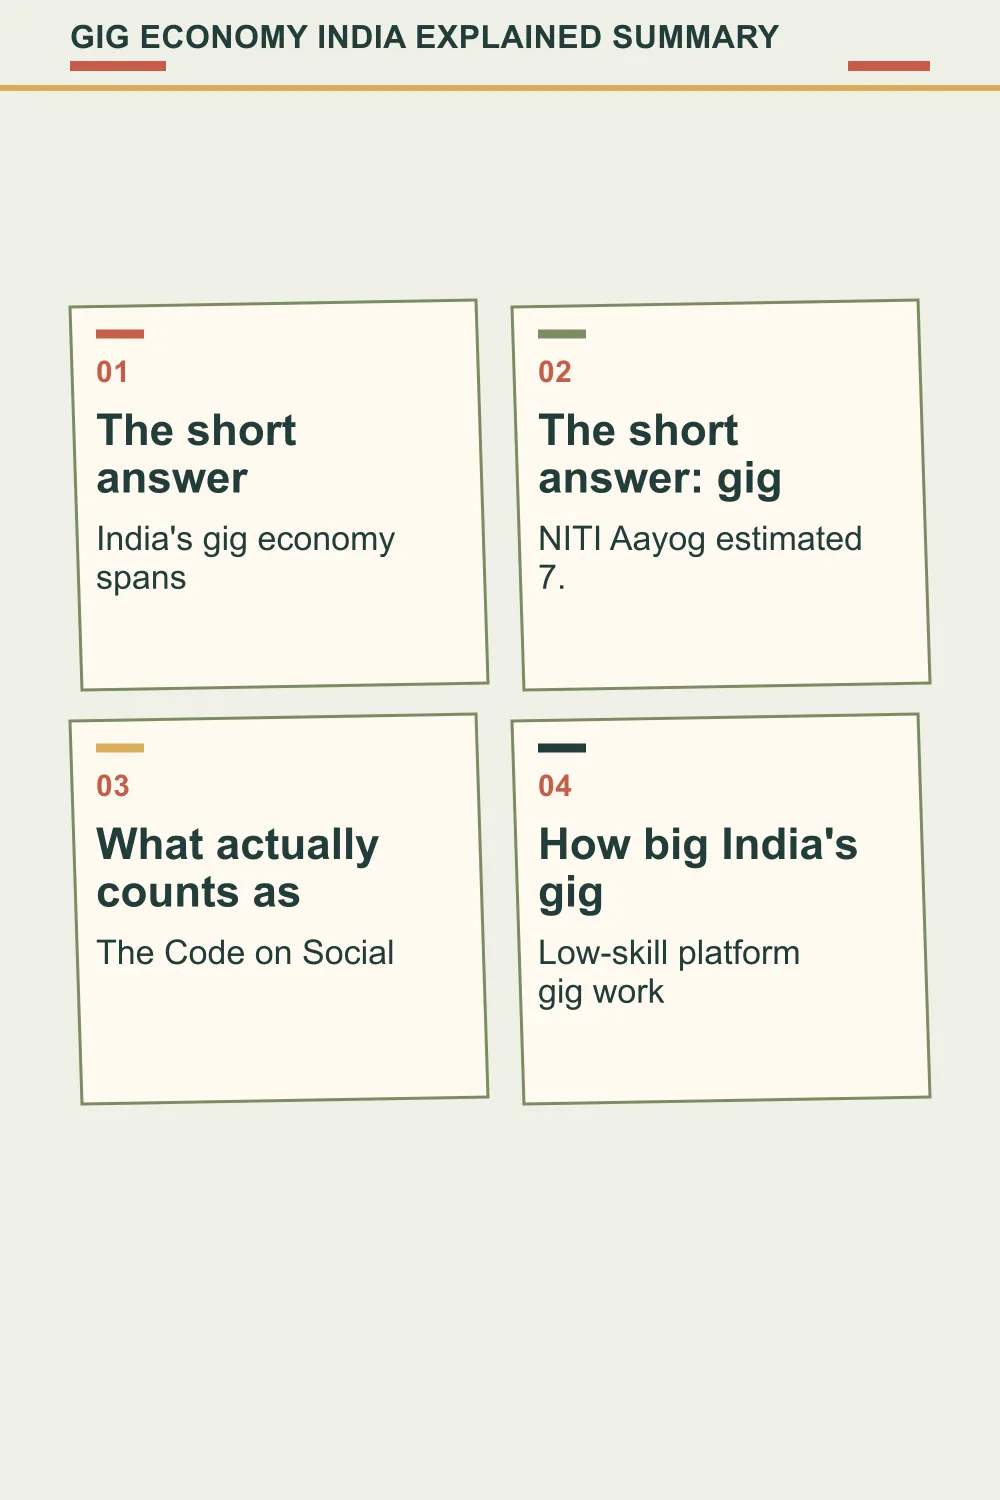 GIG ECONOMY INDIA EXPLAINED SUMMARY
01
The short
answer
India's gig economy
spans
02
The short
answer: gig
NITI Aayog estimated
7.
03
What actually
counts as
The Code on Social
04
How big India's
gig
Low-skill platform
gig work